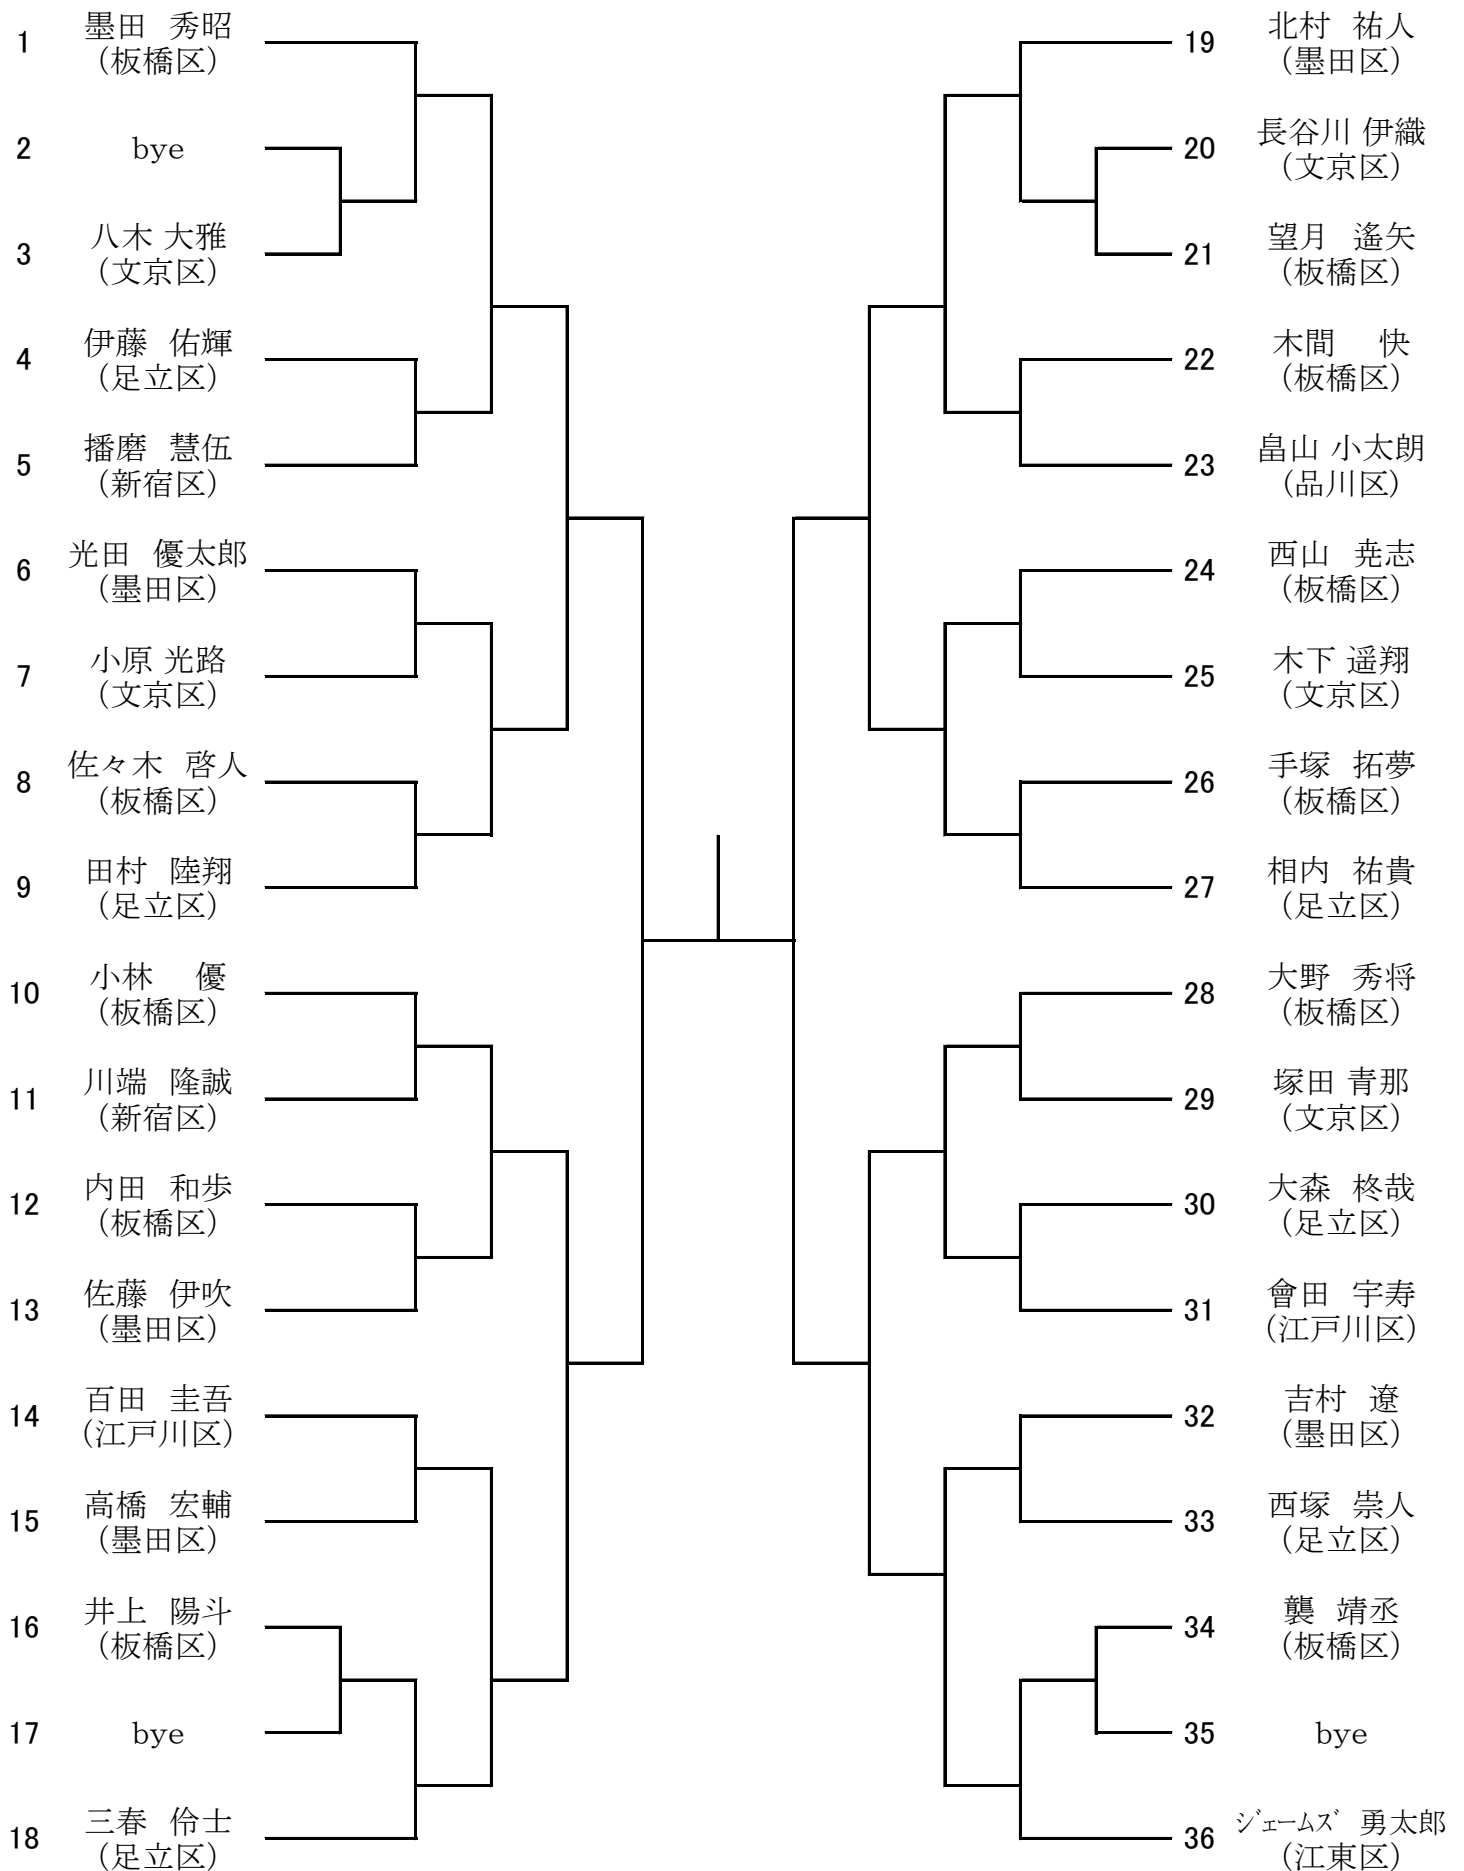 1 墨田 秀昭
(板橋区)
2 bye
3 八木 大雅
(文京区)
4 伊藤 佑輝
(足立区)
5 播磨 慧伍
(新宿区)
6 光田 優太郎
(墨田区)
7 小原 光路
(文京区)
8 佐々木 啓人
(板橋区)
9 田村 陸翔
(足立区)
10 小林 優
(板橋区)
11 川端 隆誠
(新宿区)
12 内田 和歩
(板橋区)
13 佐藤 伊吹
(墨田区)
14 百田 圭吾
(江戸川区)
15 高橋 宏輔
(墨田区)
16 井上 陽斗
(板橋区)
17 bye
18 三春 伶士
(足立区)
19 北村 祐人
(墨田区)
20 長谷川 伊織
(文京区)
21 望月 遙矢
(板橋区)
22 木間 快
(板橋区)
23 畠山 小太朗
(品川区)
24 西山 尭志
(板橋区)
25 木下 遥翔
(文京区)
26 手塚 拓夢
(板橋区)
27 相内 祐貴
(足立区)
28 大野 秀将
(板橋区)
29 塚田 青那
(文京区)
30 大森 柊哉
(足立区)
31 會田 宇寿
(江戸川区)
32 吉村 遼
(墨田区)
33 西塚 崇人
(足立区)
34 襲 靖丞
(板橋区)
35 bye
36 ｼﾞｪｰﾑｽﾞ 勇太郎
(江東区)